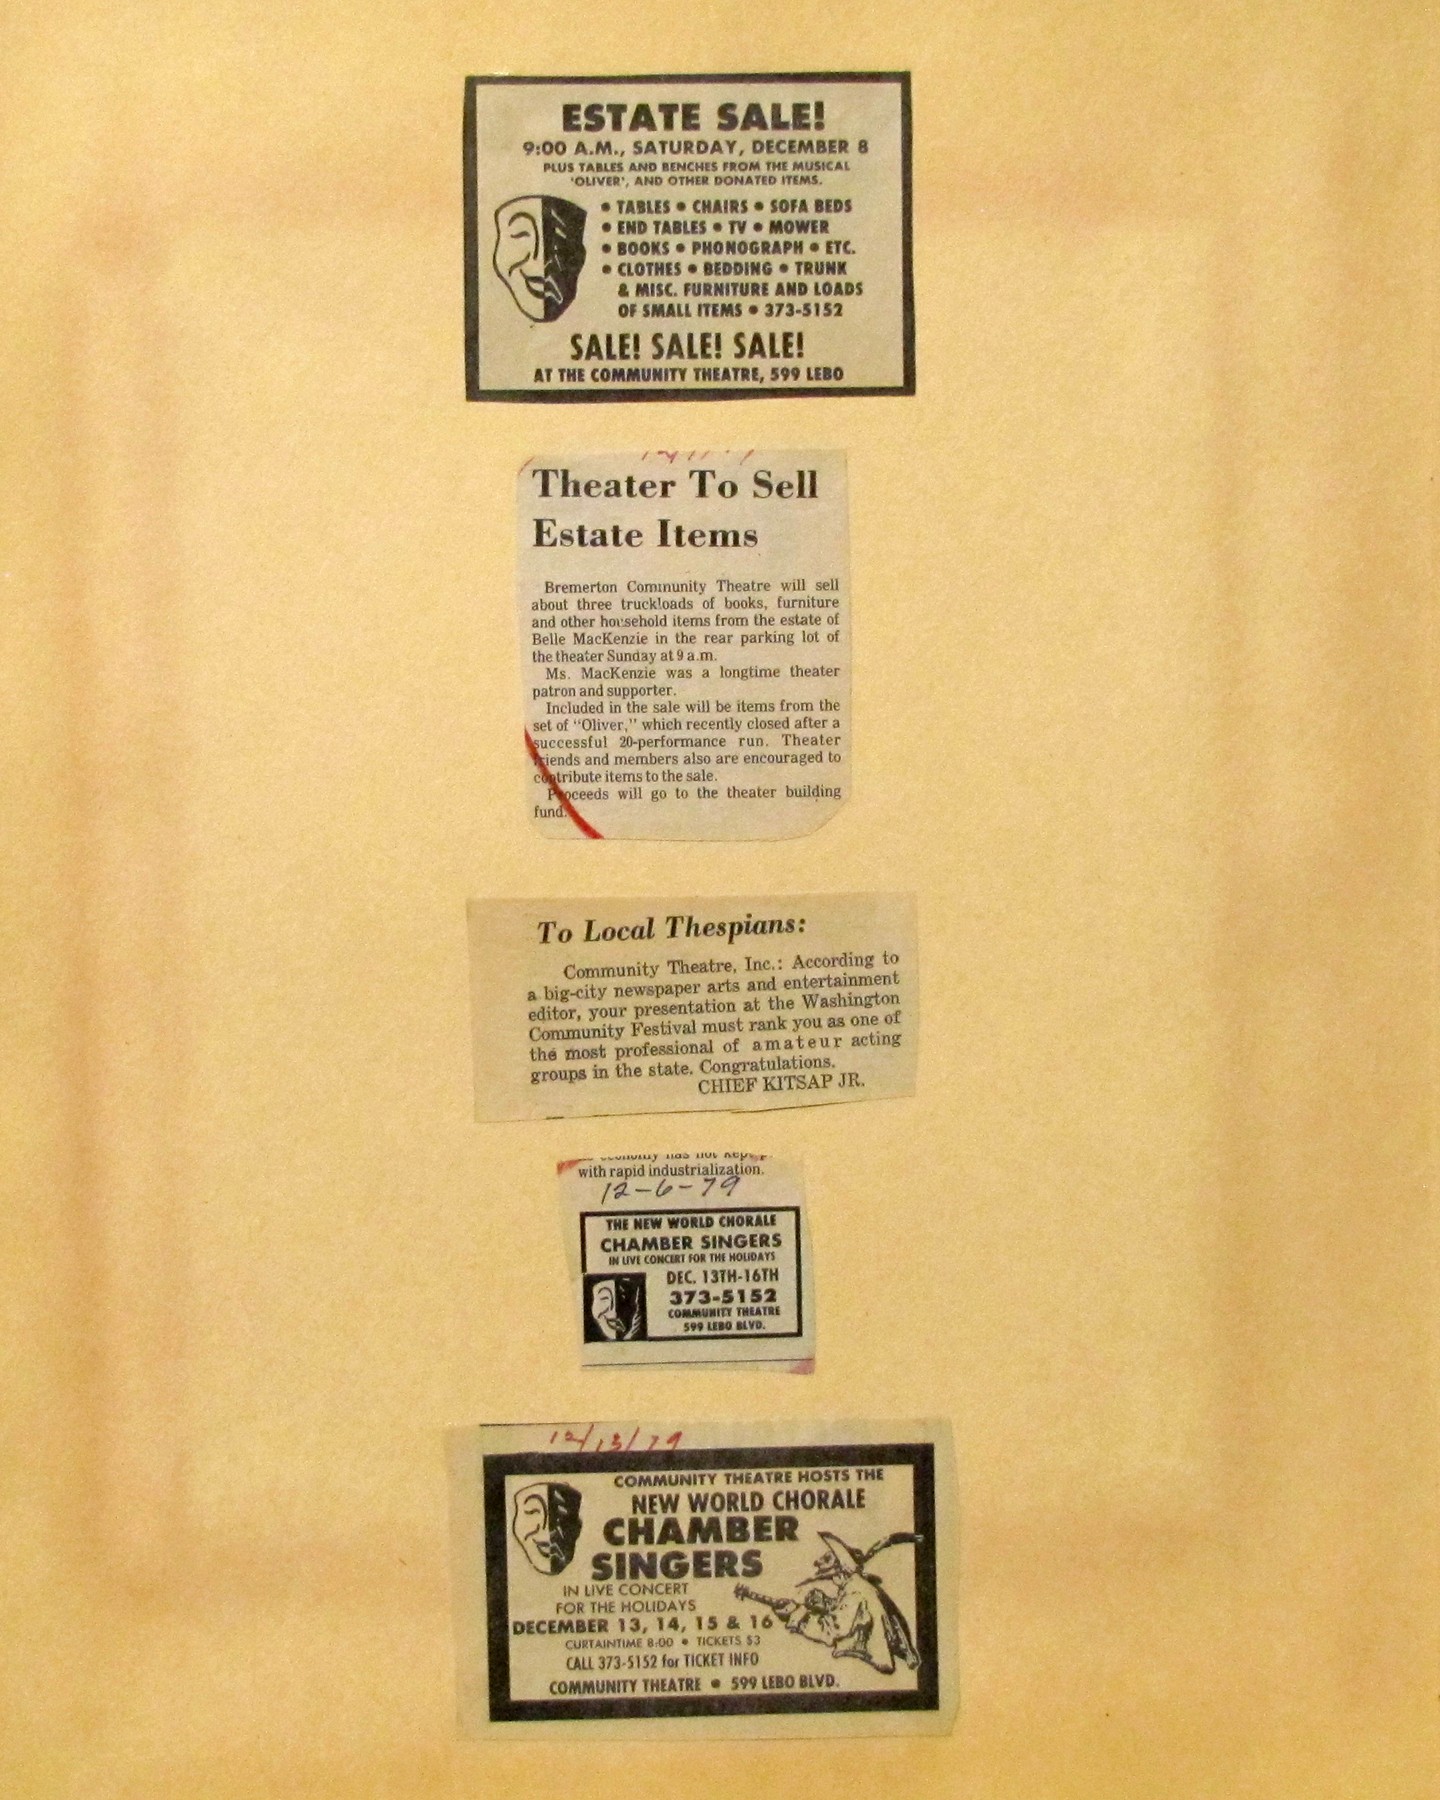 ESTATE SALE!
9:00 A.M., SATURDAY, DECEMBER 8
PLUS TABLES AND BENCHES FROM THE MUSICAL
'OLIVER', AND OTHER DONATED ITEMS.
• TABLES • CHAIRS • SOFA BEDS
• END TABLES • TV • MOWER
• BOOKS • PHONOGRAPH • ETC.
• CLOTHES • BEDDING • TRUNK
& MISC. FURNITURE AND LOADS
OF SMALL ITEMS • 373-5152
SALE! SALE! SALE!
AT THE COMMUNITY THEATRE, 599 LEBO
Theater To Sell
Estate Items
Bremerton Community Theatre will sell
about three truckloads of books, furniture
and other household items from the estate of
Belle MacKenzie in the rear parking lot of
the theater Sunday at 9 a.m.
Ms. MacKenzie was a longtime theater
patron and supporter.
Included in the sale will be items from the
set of "Oliver," which recently closed after a
successful 20-performance run. Theater
friends and members also are encouraged to
contribute items to the sale.
Proceeds will go to the theater building
fund.
To Local Thespians:
Community Theatre, Inc.: According to
a big-city newspaper arts and entertainment
editor, your presentation at the Washington
Community Festival must rank you as one of
the most professional of amateur acting
groups in the state. Congratulations.
CHIEF KITSAP JR.
economy has not kept
with rapid industrialization.
12-6-79
THE NEW WORLD CHORALE
CHAMBER SINGERS
IN LIVE CONCERT FOR THE HOLIDAYS
DEC. 13TH-16TH
373-5152
COMMUNITY THEATRE
599 LEBO BLVD.
12/13/79
COMMUNITY THEATRE HOSTS THE
NEW WORLD CHORALE
CHAMBER
SINGERS
IN LIVE CONCERT
FOR THE HOLIDAYS
DECEMBER 13, 14, 15 & 16
CURTAINTIME 8:00 • TICKETS $3
CALL 373-5152 for TICKET INFO
COMMUNITY THEATRE • 599 LEBO BLVD.